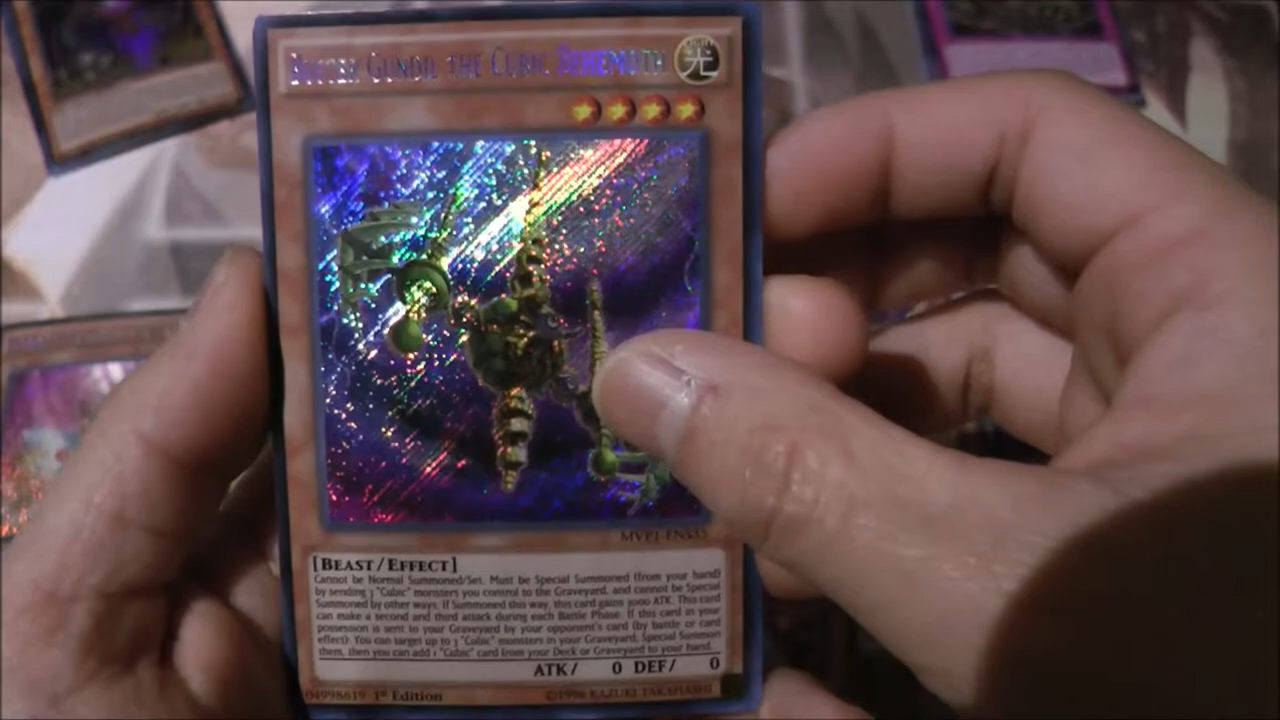 Buster Gundil the Cubic Behemoth
光
MVP1-ENS35
[Beast/Effect]
Cannot be Normal Summoned/Set. Must be Special Summoned (from your hand)
by sending 3 "Cubic" monsters you control to the Graveyard, and cannot be Special
Summoned by other ways. If Summoned this way, this card gains 3000 ATK. This card
can make a second and third attack during each Battle Phase. If this card in your
possession is sent to your Graveyard by your opponent's card (by battle or card
effect): You can target up to 3 "Cubic" monsters in your Graveyard; Special Summon
them, then you can add 1 "Cubic" card from your Deck or Graveyard to your hand.
ATK/ 0 DEF/ 0
04998619 1st Edition ©1996 KAZUKI TAKAHASHI